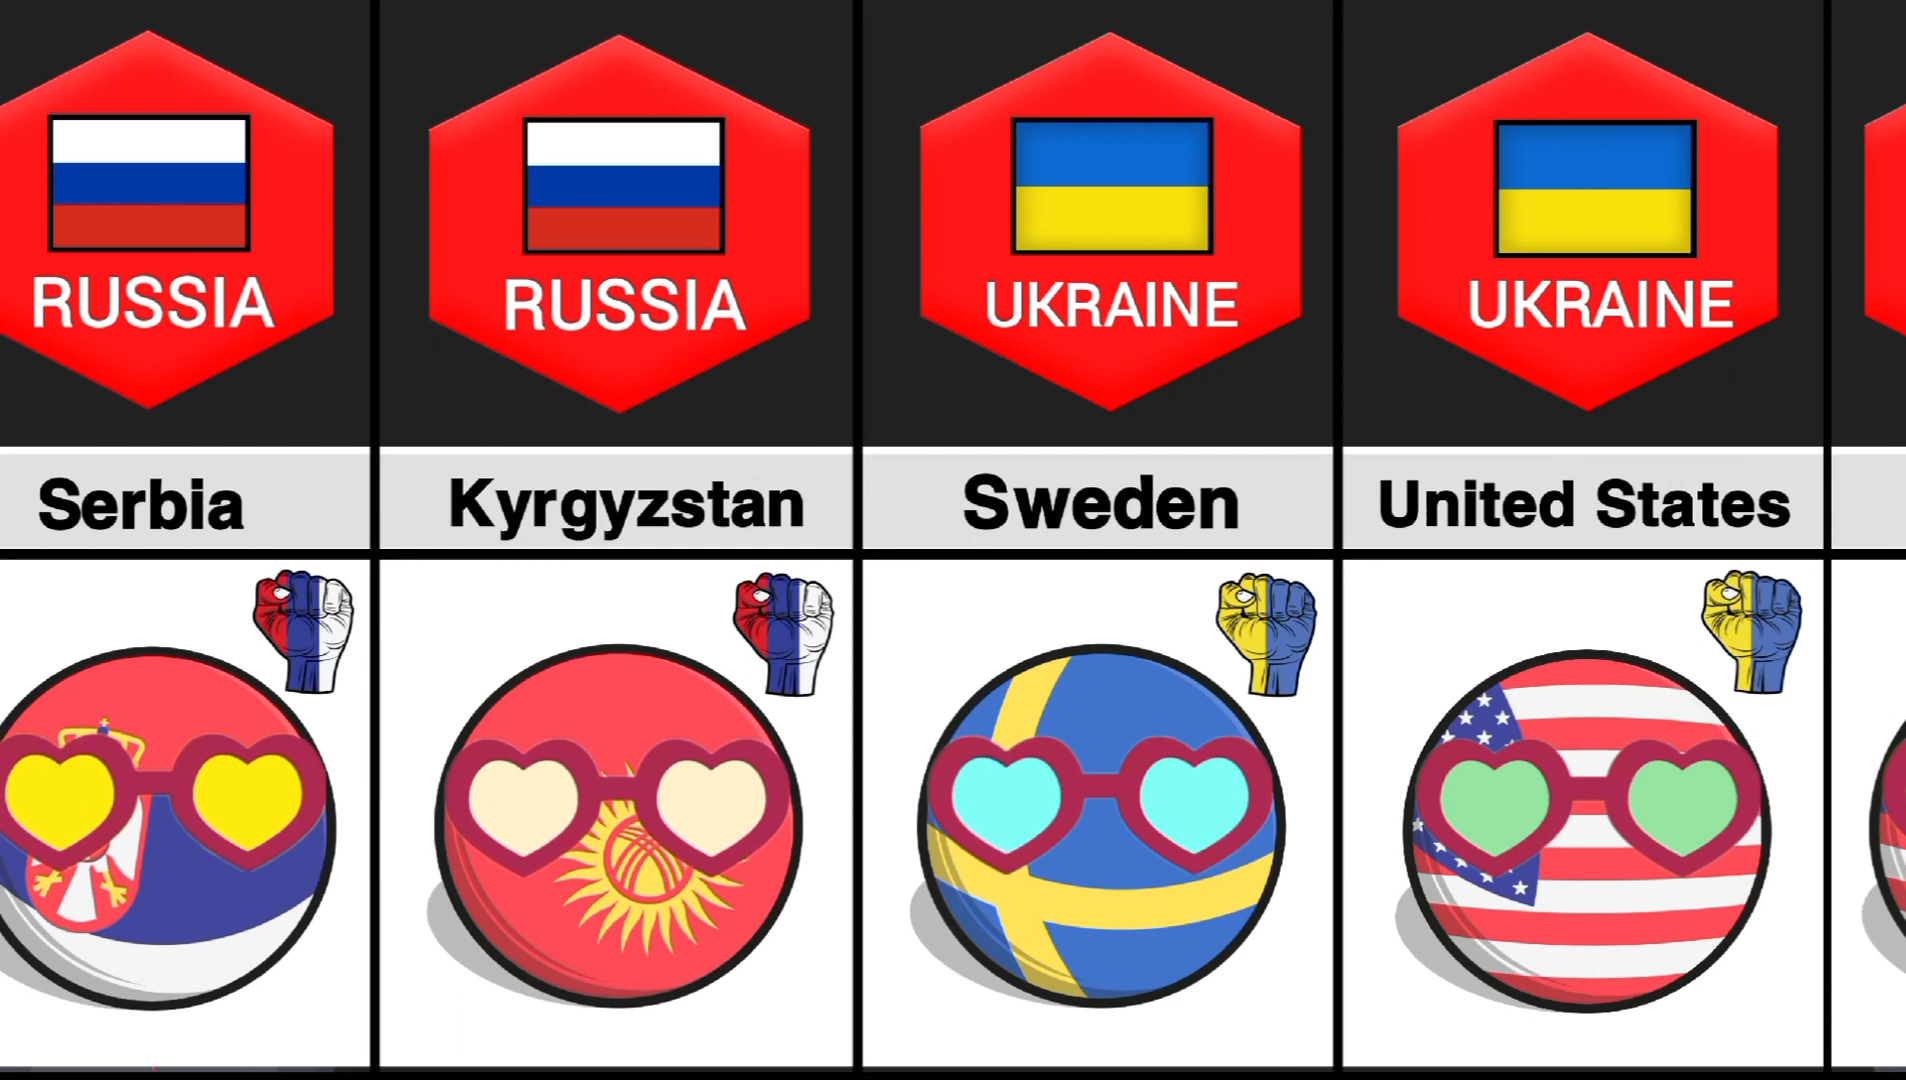 RUSSIA
RUSSIA
UKRAINE
UKRAINE
Serbia
Kyrgyzstan
Sweden
United States